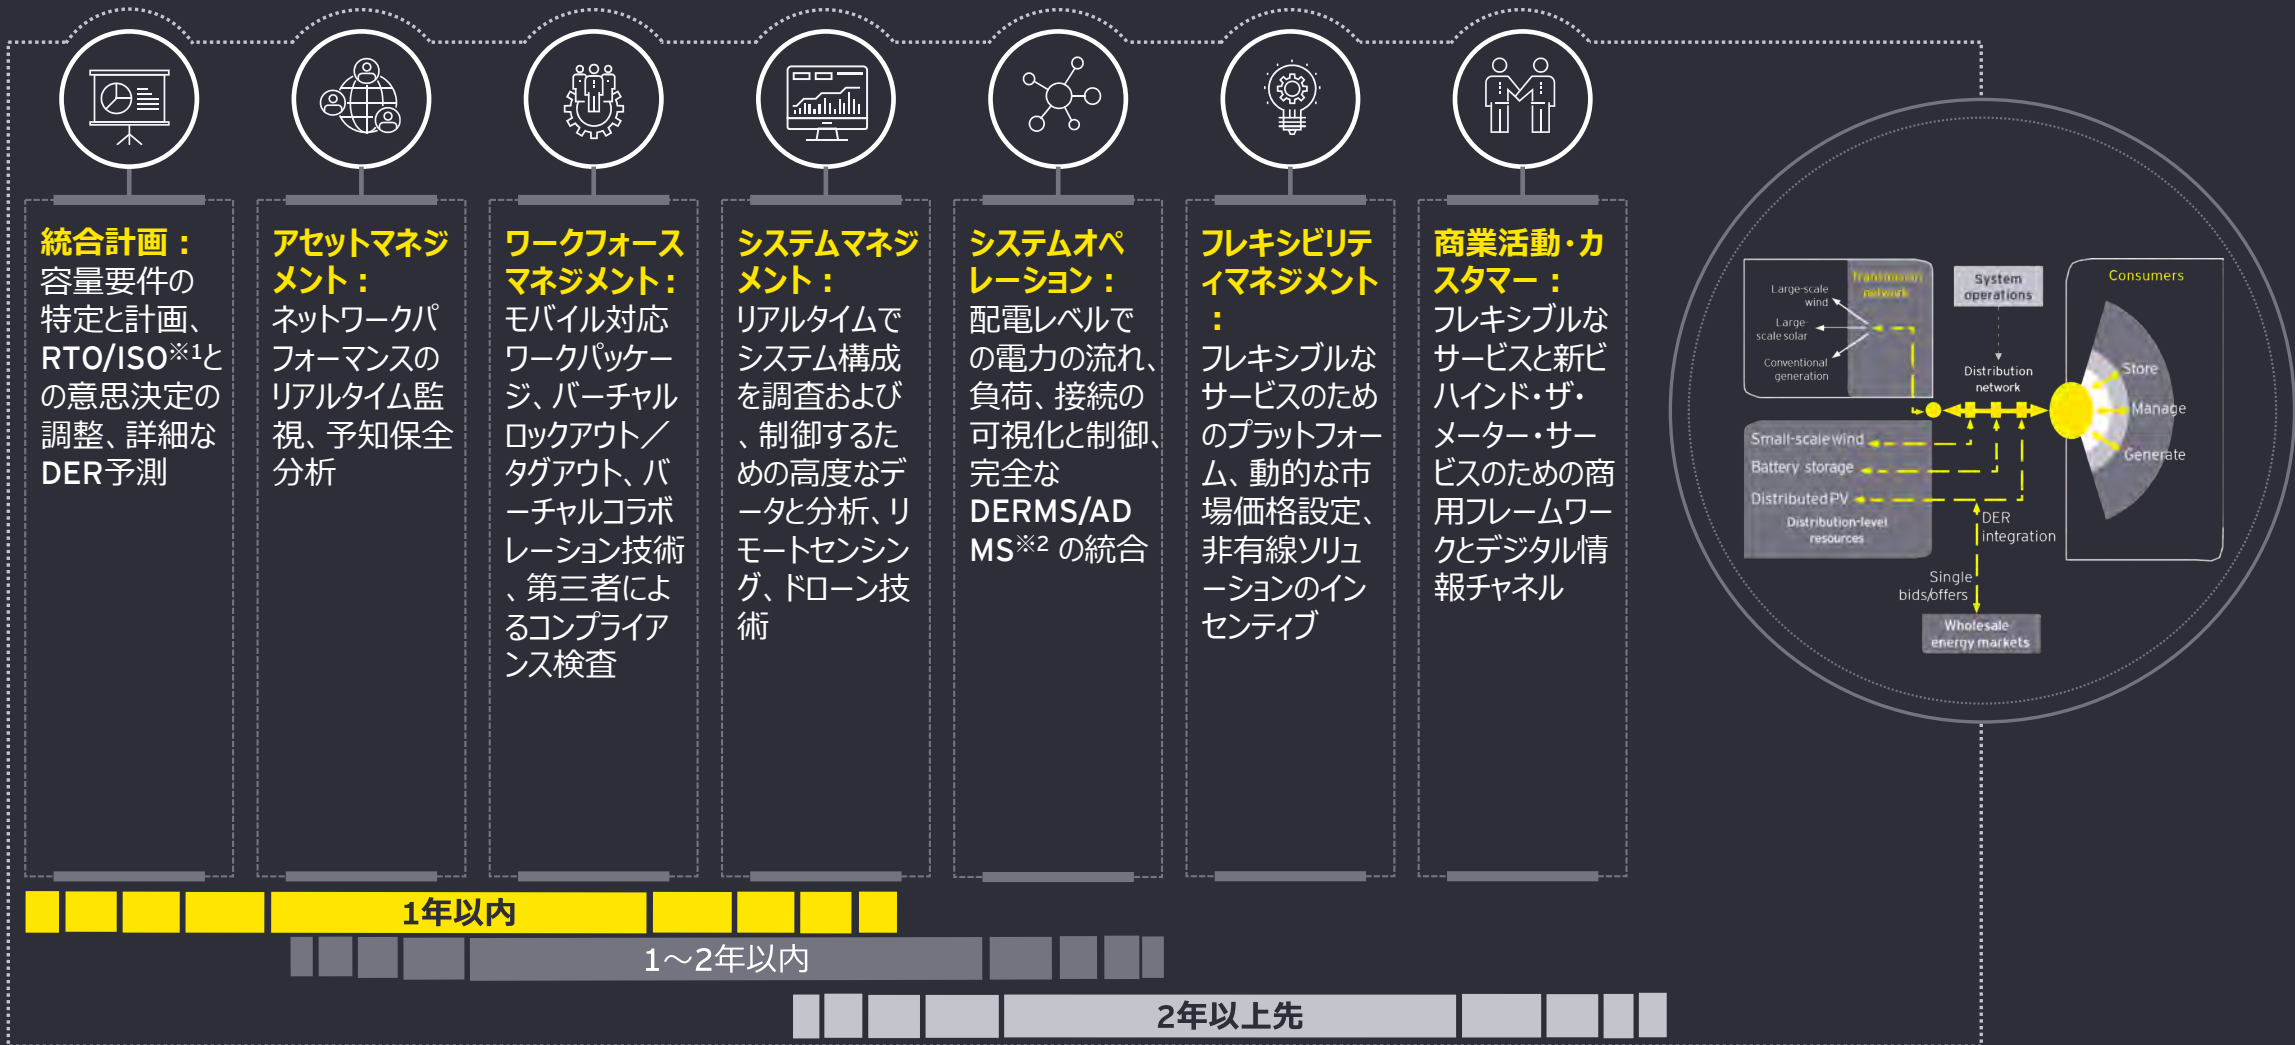 統合計画：
容量要件の
特定と計画、
RTO/ISO※1と
の意思決定の
調整、詳細な
DER予測
アセットマネジ
メント：
ネットワークパ
フォーマンスの
リアルタイム監
視、予知保全
分析
ワークフォース
マネジメント：
モバイル対応
ワークパッケー
ジ、バーチャル
ロックアウト／
タグアウト、バ
ーチャルコラボ
レーション技術
、第三者によ
るコンプライア
ンス検査
システムマネジ
メント：
リアルタイムで
システム構成
を調査および
、制御するた
めの高度なデ
ータと分析、リ
モートセンシン
グ、ドローン技
術
システムオペ
レーション：
配電レベルで
の電力の流れ、
負荷、接続の
可視化と制御、
完全な
DERMS/AD
MS※2 の統合
フレキシビリテ
ィマネジメント
：
フレキシブルな
サービスのため
のプラットフォー
ム、動的な市
場価格設定、
非有線ソリュ
ーションのイン
センティブ
商業活動・カ
スタマー：
フレキシブルな
サービスと新ビ
ハインド・ザ・
メーター・サー
ビスのための商
用フレームワー
クとデジタル情
報チャネル
1年以内
1～2年以内
2年以上先
Transmission
network
Large-scale
wind
Large-
scale solar
Conventional
generation
System
operations
Distribution
network
Consumers
Store
Manage
Generate
Small-scale wind
Battery storage
Distributed PV
Distribution-level
resources
DER
integration
Single
bids/offers
Wholesale
energy markets